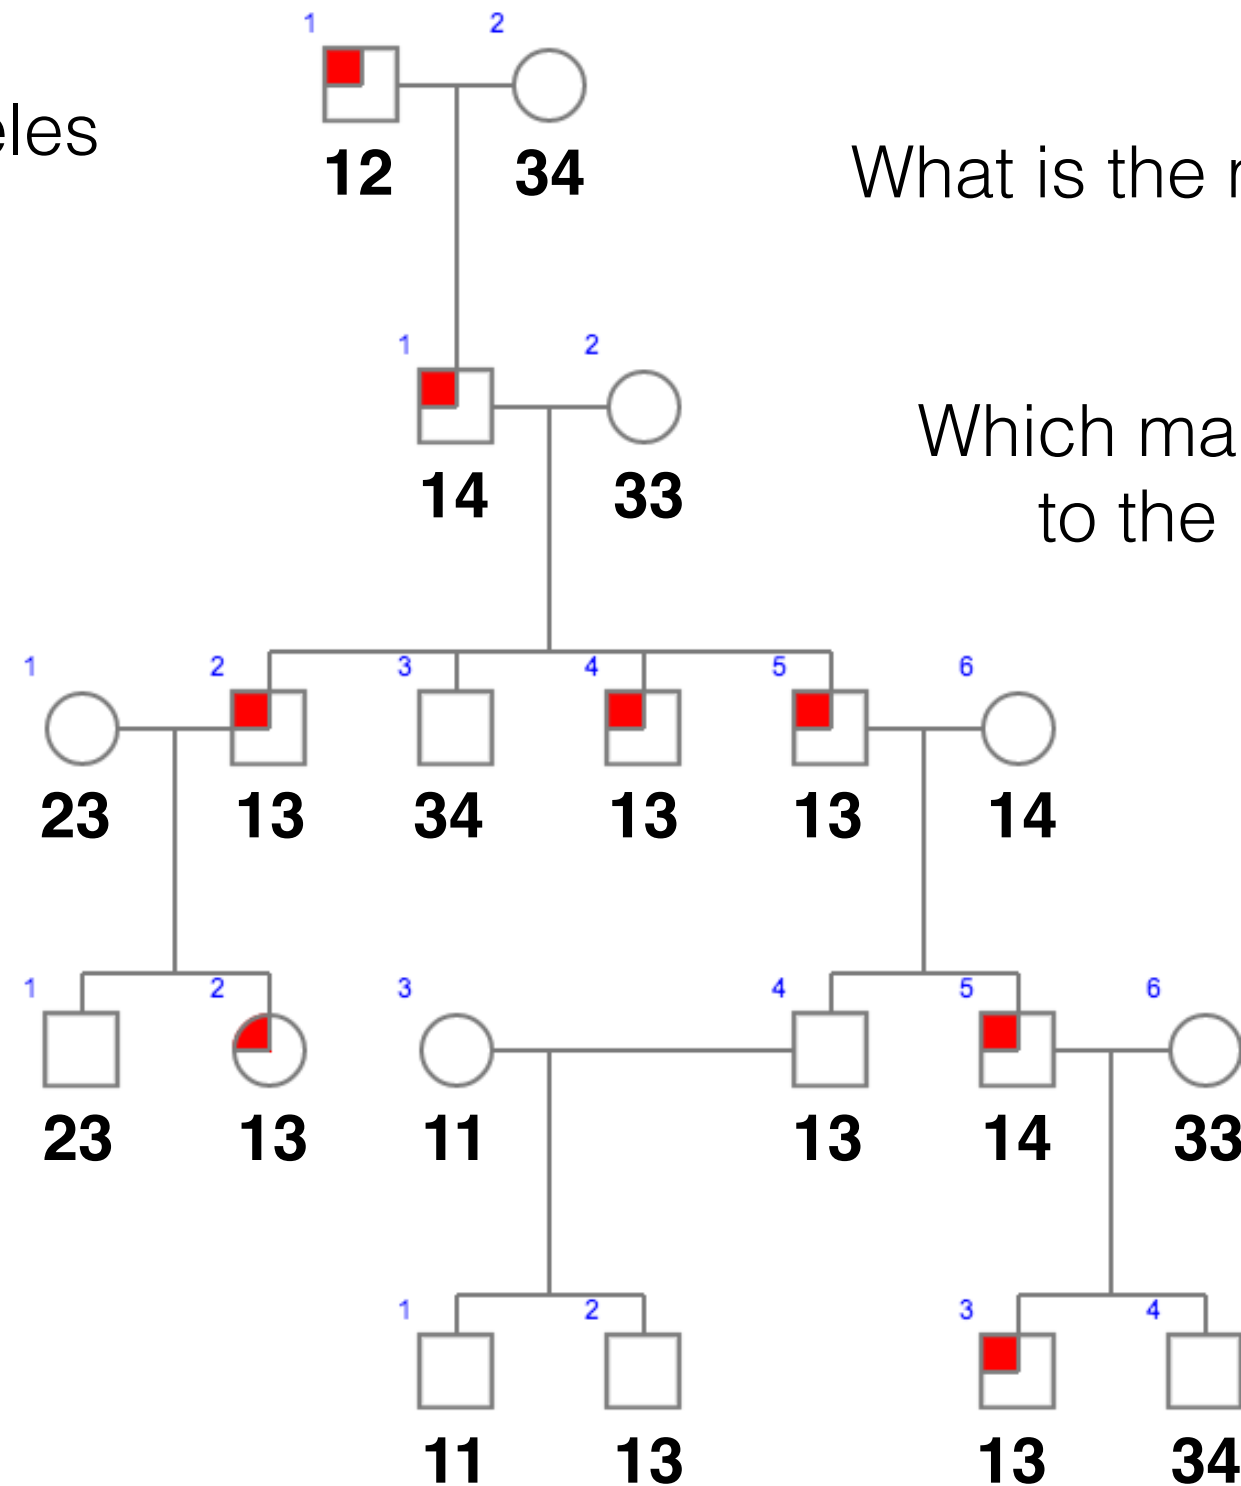 1 2
eles
12 34
What is the
1 2
14 33
Which ma
to the
1 2 3 4 5 6
23 13 34 13 13 14
1 2 3 4 5 6
23 13 11 13 14 33
1 2 3 4
11 13 13 34